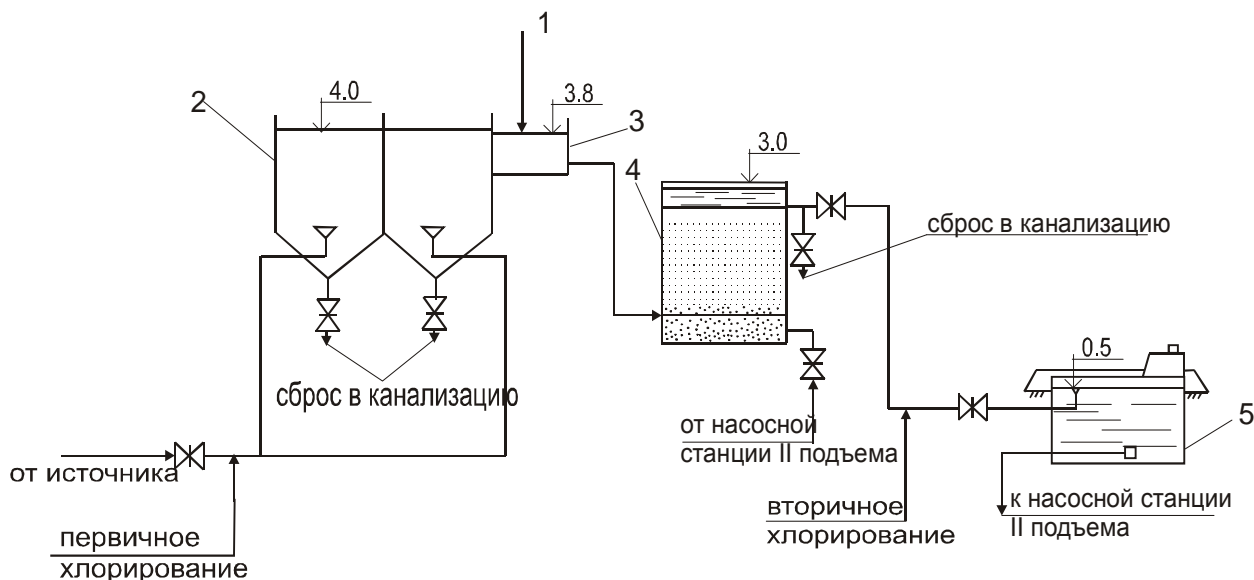 1
2
4.0
3.8
3
4
3.0
сброс в канализацию
0.5
5
сброс в канализацию
от насосной
станции II подъема
от источника
вторичное
хлорирование
к насосной станции
II подъема
первичное
хлорирование